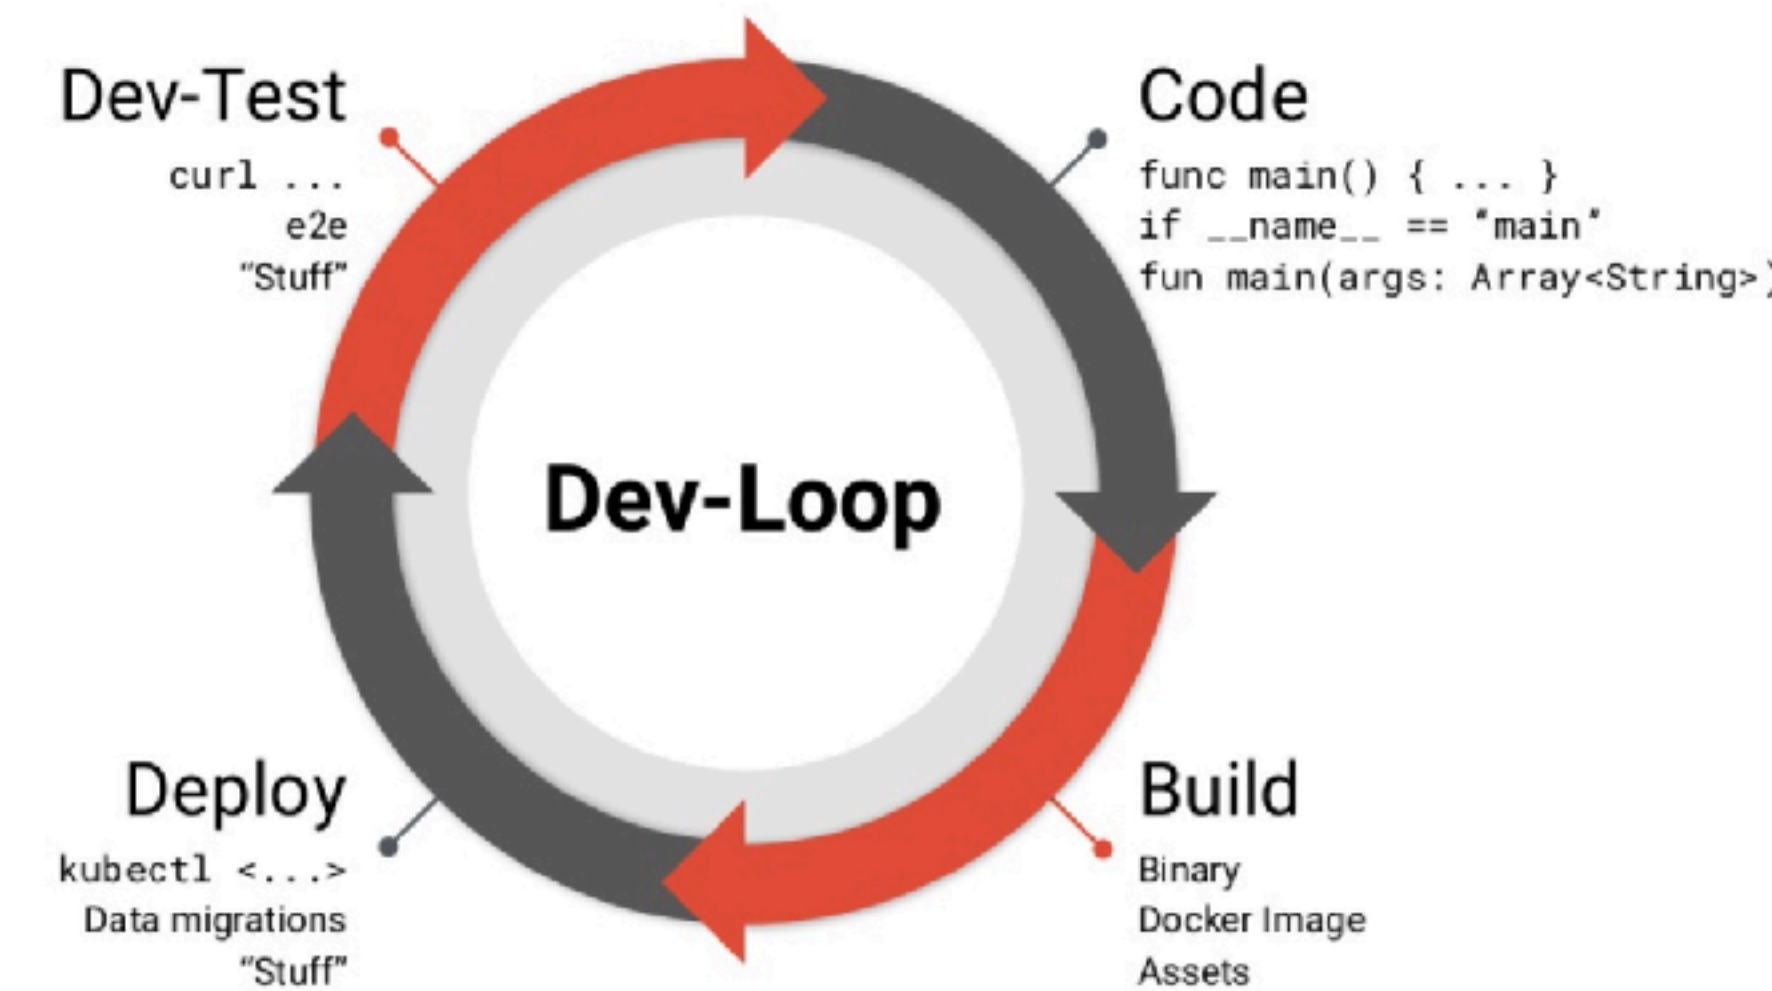 Dev-Test
curl ...
e2e
“Stuff”
Code
func main() { ... }
if __name__ == “main”
fun main(args: Array<String>)
Dev-Loop
Deploy
kubectl <...>
Data migrations
“Stuff”
Build
Binary
Docker Image
Assets